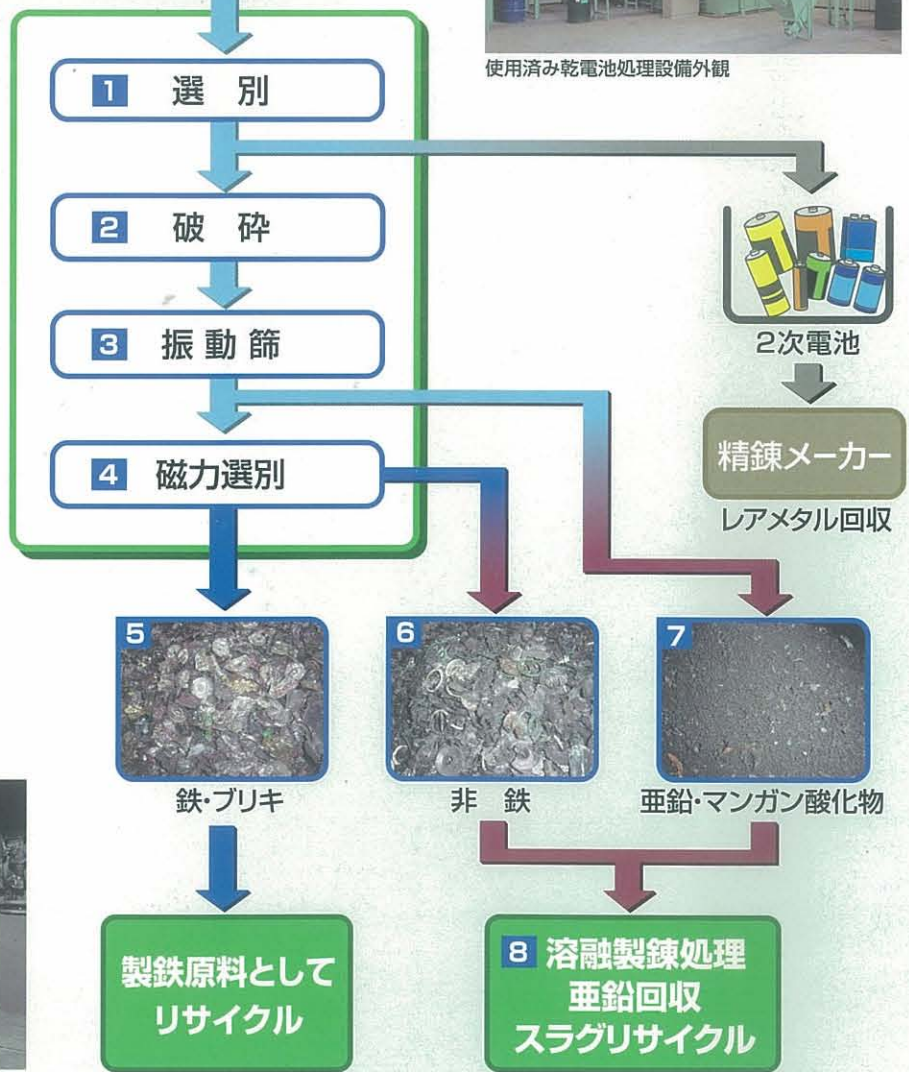 使用済み乾電池処理設備外観
1 選 別
2 破 砕
3 振動篩
4 磁力選別
2次電池
精錬メーカー
レアメタル回収
5
6
7
鉄・ブリキ
非 鉄
亜鉛・マンガン酸化物
製鉄原料として
リサイクル
8 溶融製錬処理
亜鉛回収
スラグリサイクル